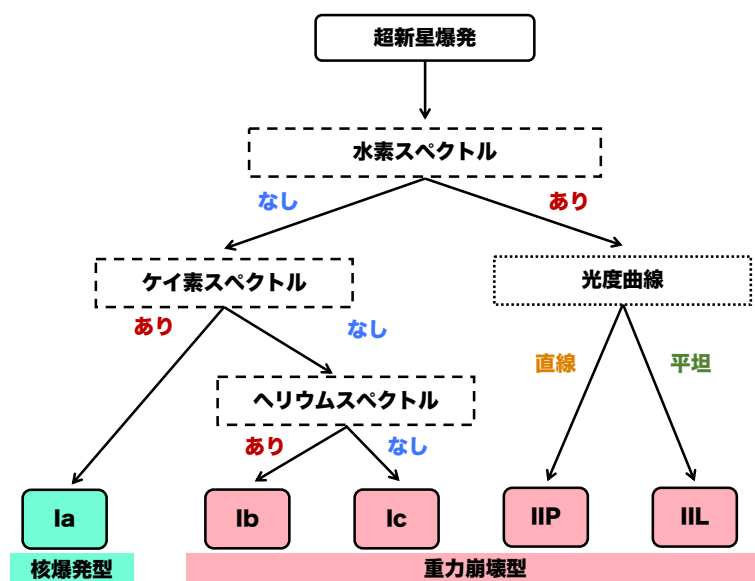 超新星爆発
水素スペクトル
なし
あり
ケイ素スペクトル
光度曲線
あり
なし
直線
平坦
ヘリウムスペクトル
あり
なし
Ia
Ib
Ic
IIP
IIL
核爆発型
重力崩壊型